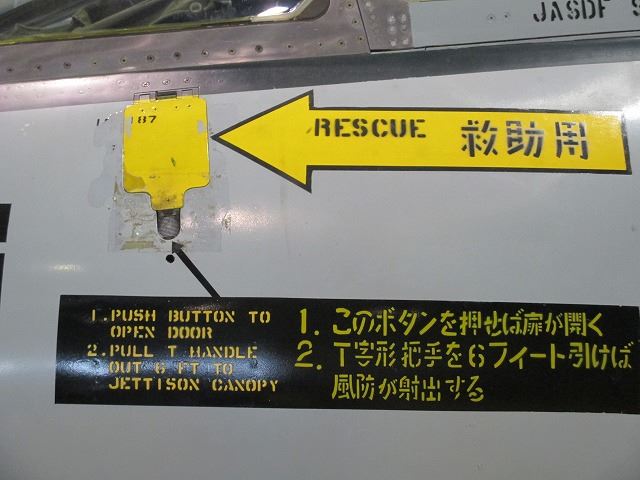 JASDF
87
RESCUE 救助用
1.PUSH BUTTON TO
OPEN DOOR
2.PULL T HANDLE
OUT 6 FT TO
JETTISON CANOPY
1. このボタンを押せば扉が開く
2. T字形把手を6フィート引けば
風防が射出する